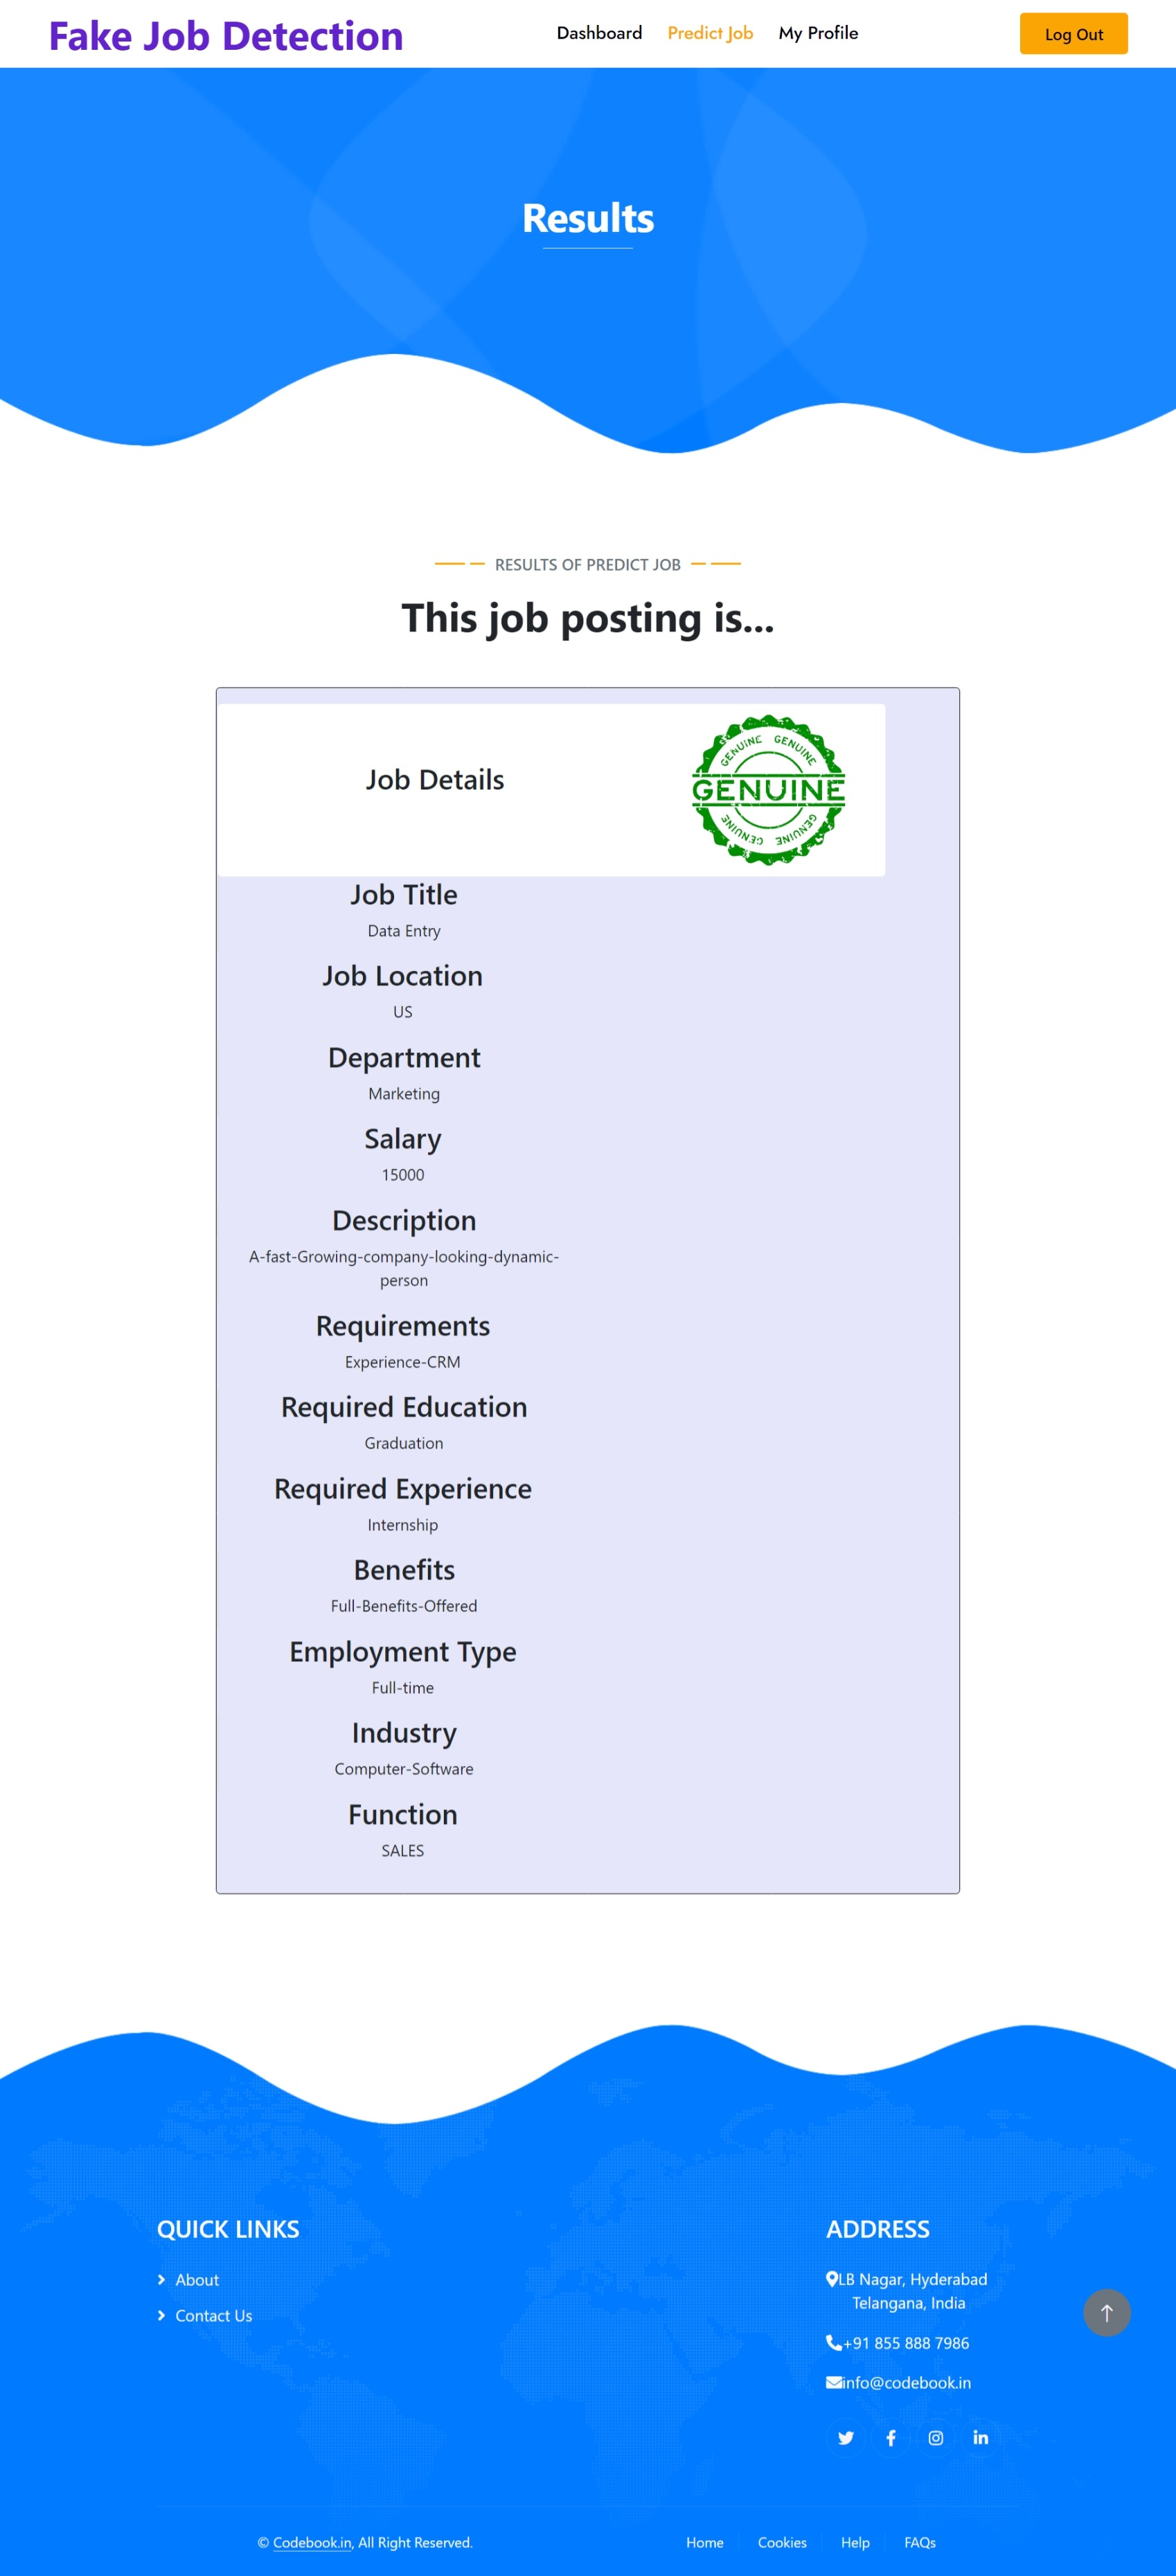 Fake Job Detection
Dashboard Predict Job My Profile
Log Out
Results
RESULTS OF PREDICT JOB
This job posting is...
Job Details
GENUINE GENUINE
GENUINE
GENUINE GENUINE
Job Title
Data Entry
Job Location
US
Department
Marketing
Salary
15000
Description
A-fast-Growing-company-looking-dynamic-
person
Requirements
Experience-CRM
Required Education
Graduation
Required Experience
Internship
Benefits
Full-Benefits-Offered
Employment Type
Full-time
Industry
Computer-Software
Function
SALES
QUICK LINKS
About
Contact Us
ADDRESS
LB Nagar, Hyderabad
Telangana, India
+91 855 888 7986
info@codebook.in
© Codebook.in, All Right Reserved.
Home Cookies Help FAQs